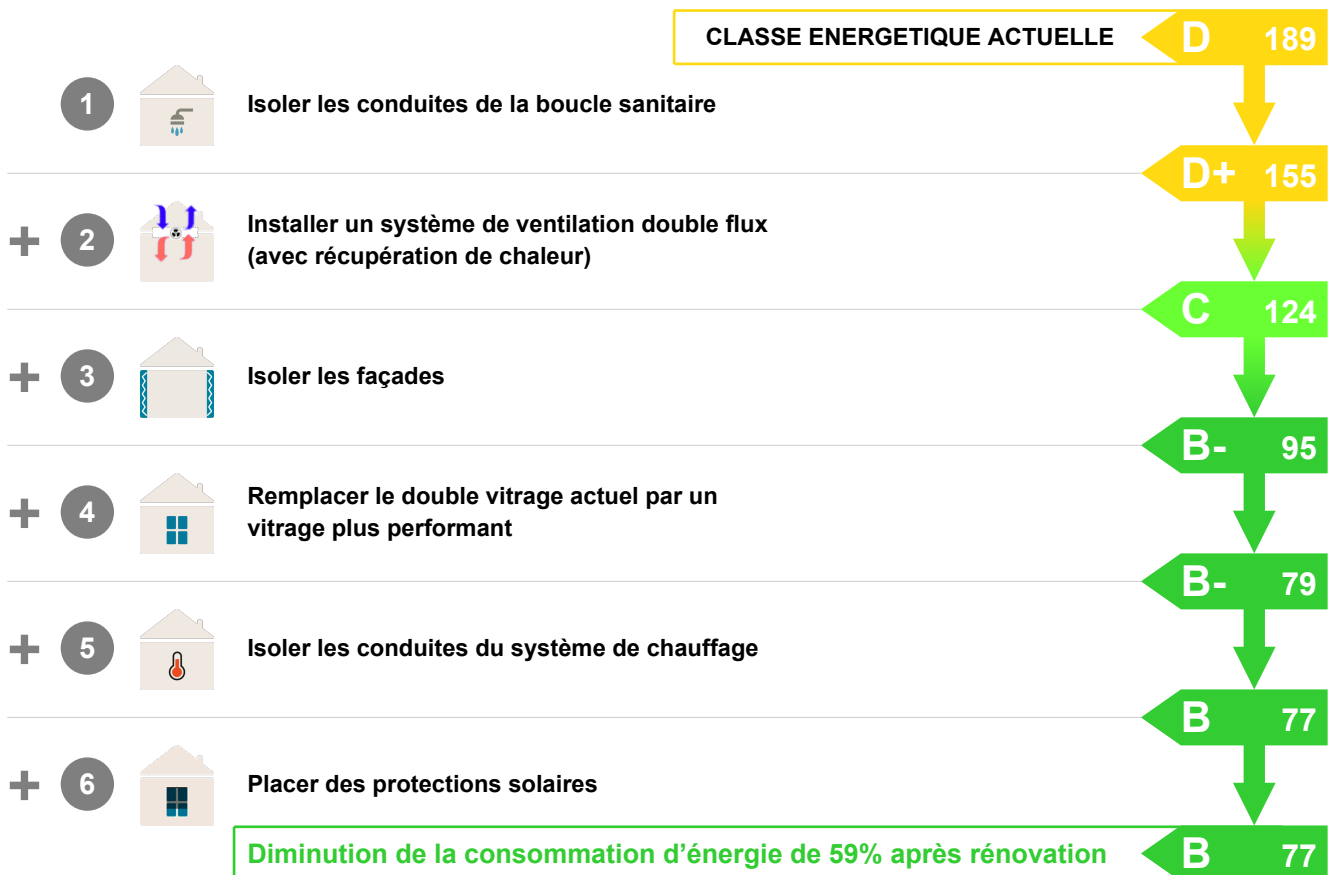 CLASSE ENERGETIQUE ACTUELLE D 189
1 Isoler les conduites de la boucle sanitaire
D+ 155
+ 2 Installer un système de ventilation double flux
(avec récupération de chaleur)
C 124
+ 3 Isoler les façades
B- 95
+ 4 Remplacer le double vitrage actuel par un
vitrage plus performant
B- 79
+ 5 Isoler les conduites du système de chauffage
B 77
+ 6 Placer des protections solaires
Diminution de la consommation d’énergie de 59% après rénovation B 77